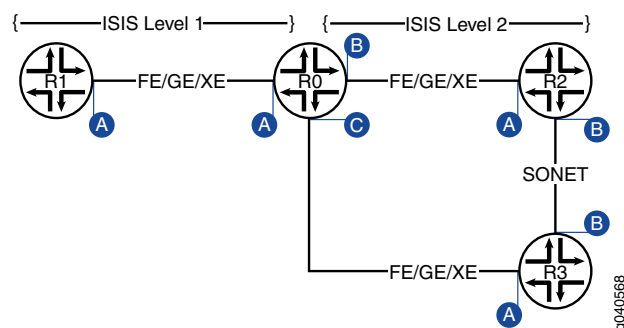 { ISIS Level 1 } { ISIS Level 2 }
B
R1 FE/GE/XE R0 FE/GE/XE R2
A A C A B
SONET
B
FE/GE/XE R3
A
g040568